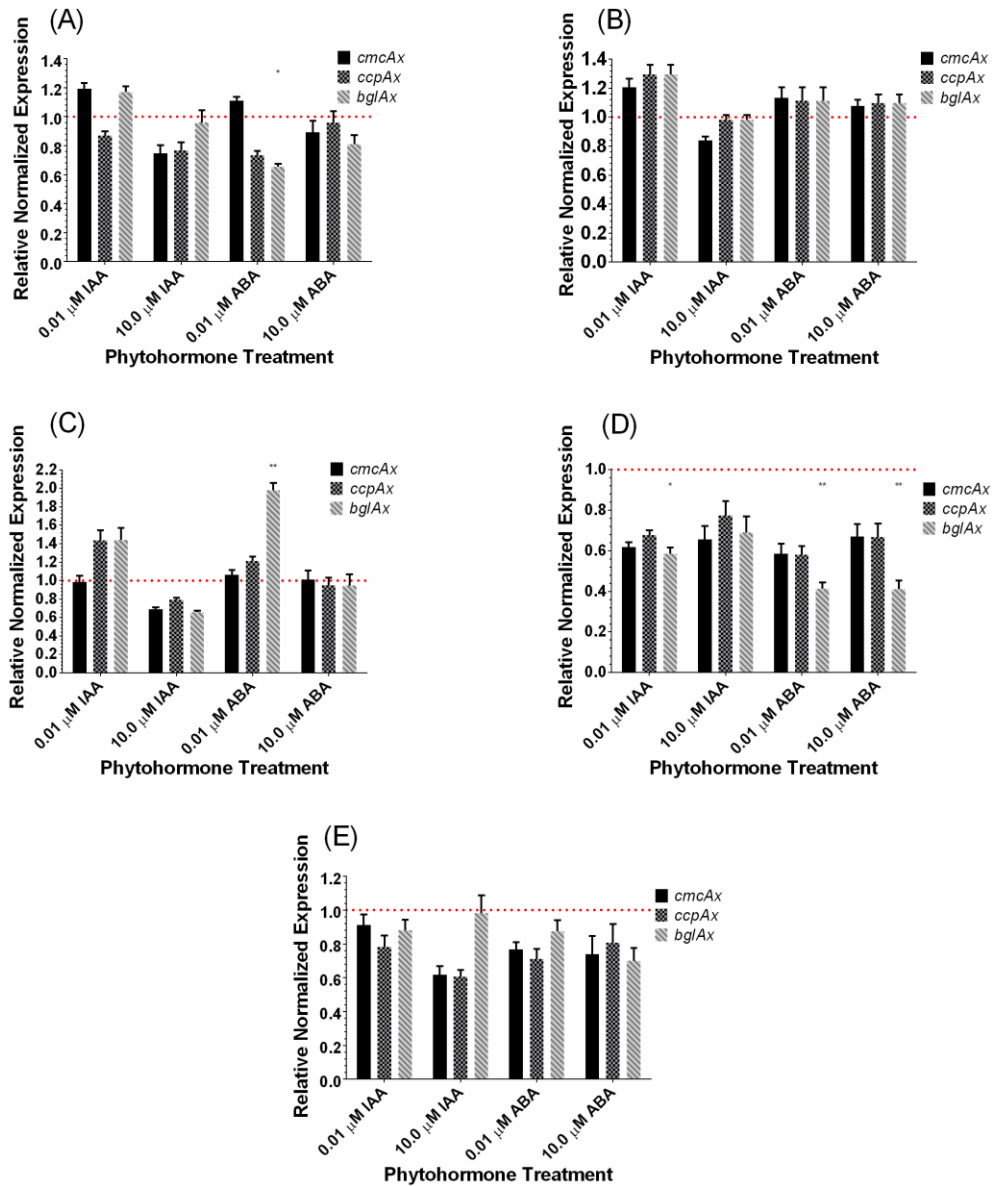 (A)
Relative Normalized Expression
1.4
1.2
1.0
0.8
0.6
0.4
0.2
0.0
cmcAx
ccpAx
bglAx
*
0.01 μM IAA
10.0 μM IAA
0.01 μM ABA
10.0 μM ABA
Phytohormone Treatment
(B)
Relative Normalized Expression
1.4
1.2
1.0
0.8
0.6
0.4
0.2
0.0
cmcAx
ccpAx
bglAx
0.01 μM IAA
10.0 μM IAA
0.01 μM ABA
10.0 μM ABA
Phytohormone Treatment
(C)
Relative Normalized Expression
2.2
2.0
1.8
1.6
1.4
1.2
1.0
0.8
0.6
0.4
0.2
0.0
**
cmcAx
ccpAx
bglAx
0.01 μM IAA
10.0 μM IAA
0.01 μM ABA
10.0 μM ABA
Phytohormone Treatment
(D)
Relative Normalized Expression
1.0
0.8
0.6
0.4
0.2
0.0
* ** **
cmcAx
ccpAx
bglAx
0.01 μM IAA
10.0 μM IAA
0.01 μM ABA
10.0 μM ABA
Phytohormone Treatment
(E)
Relative Normalized Expression
1.2
1.0
0.8
0.6
0.4
0.2
0.0
cmcAx
ccpAx
bglAx
0.01 μM IAA
10.0 μM IAA
0.01 μM ABA
10.0 μM ABA
Phytohormone Treatment